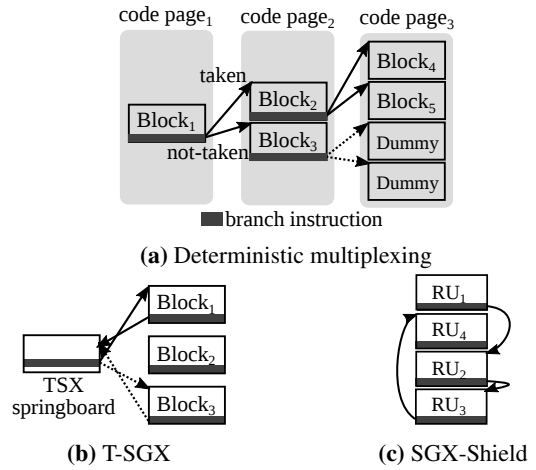 code page₁ code page₂ code page₃
taken
Block₄
Block₁
Block₂
Block₅
not-taken
Block₃
Dummy
Dummy
branch instruction
(a) Deterministic multiplexing
Block₁
RU₁
RU₄
Block₂
RU₂
TSX
springboard
Block₃
RU₃
(b) T-SGX
(c) SGX-Shield